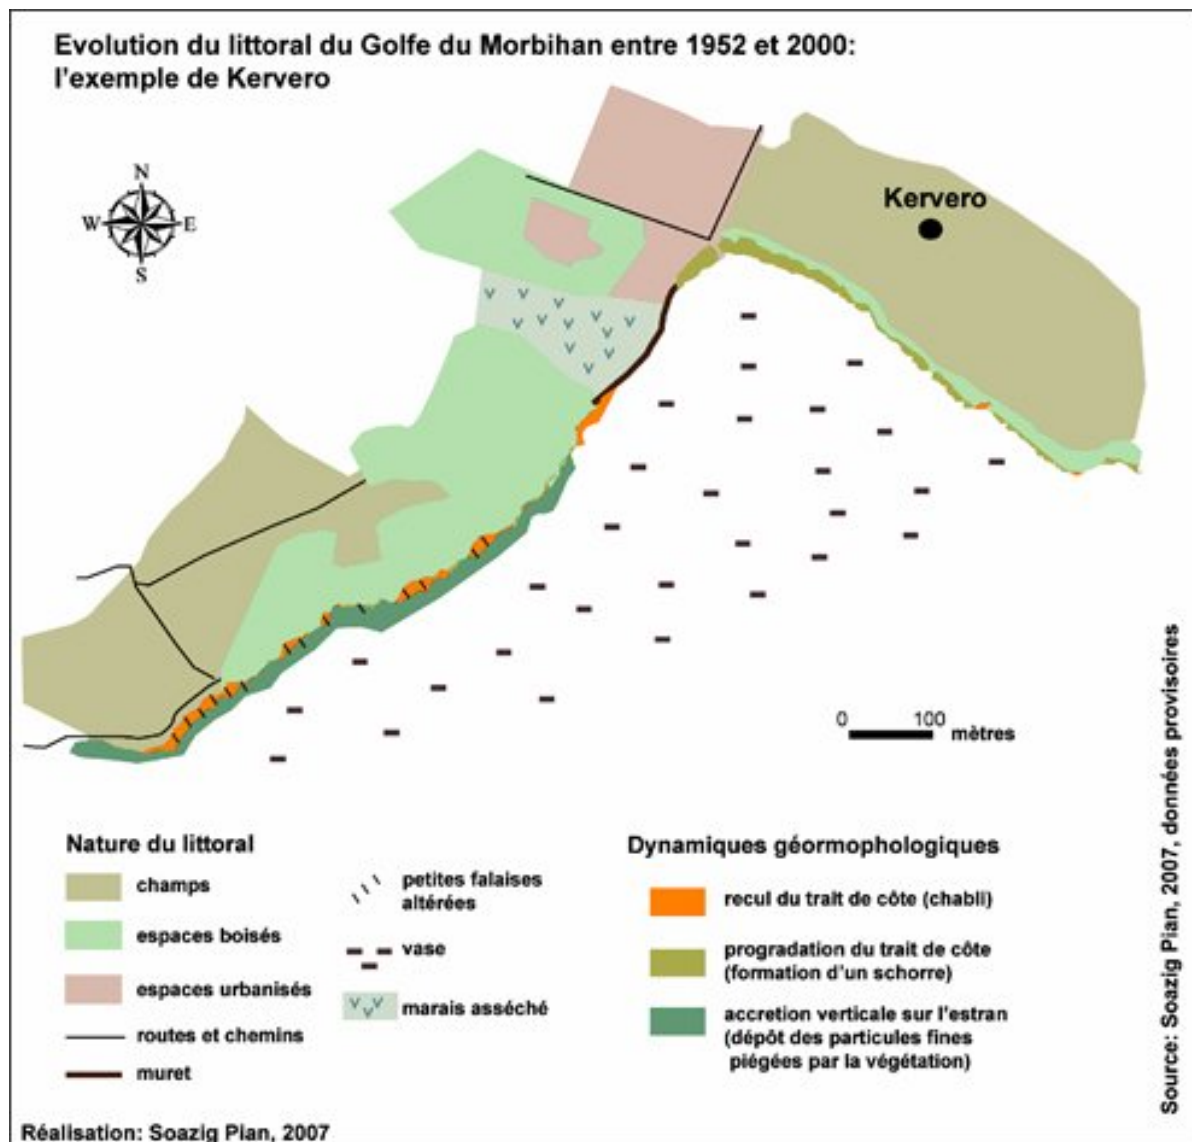 Evolution du littoral du Golfe du Morbihan entre 1952 et 2000:
l'exemple de Kervero
N
W
E
S
Kervero
0
100
mètres
Nature du littoral
champs
espaces boisés
espaces urbanisés
routes et chemins
muret
petites falaises
altérées
vase
marais asséché
Dynamiques géormophologiques
recul du trait de côte (chabli)
progradation du trait de côte
(formation d'un schorre)
accretion verticale sur l'estran
(dépôt des particules fines
piégées par la végétation)
Source: Soazig Pian, 2007, données provisoires
Réalisation: Soazig Pian, 2007